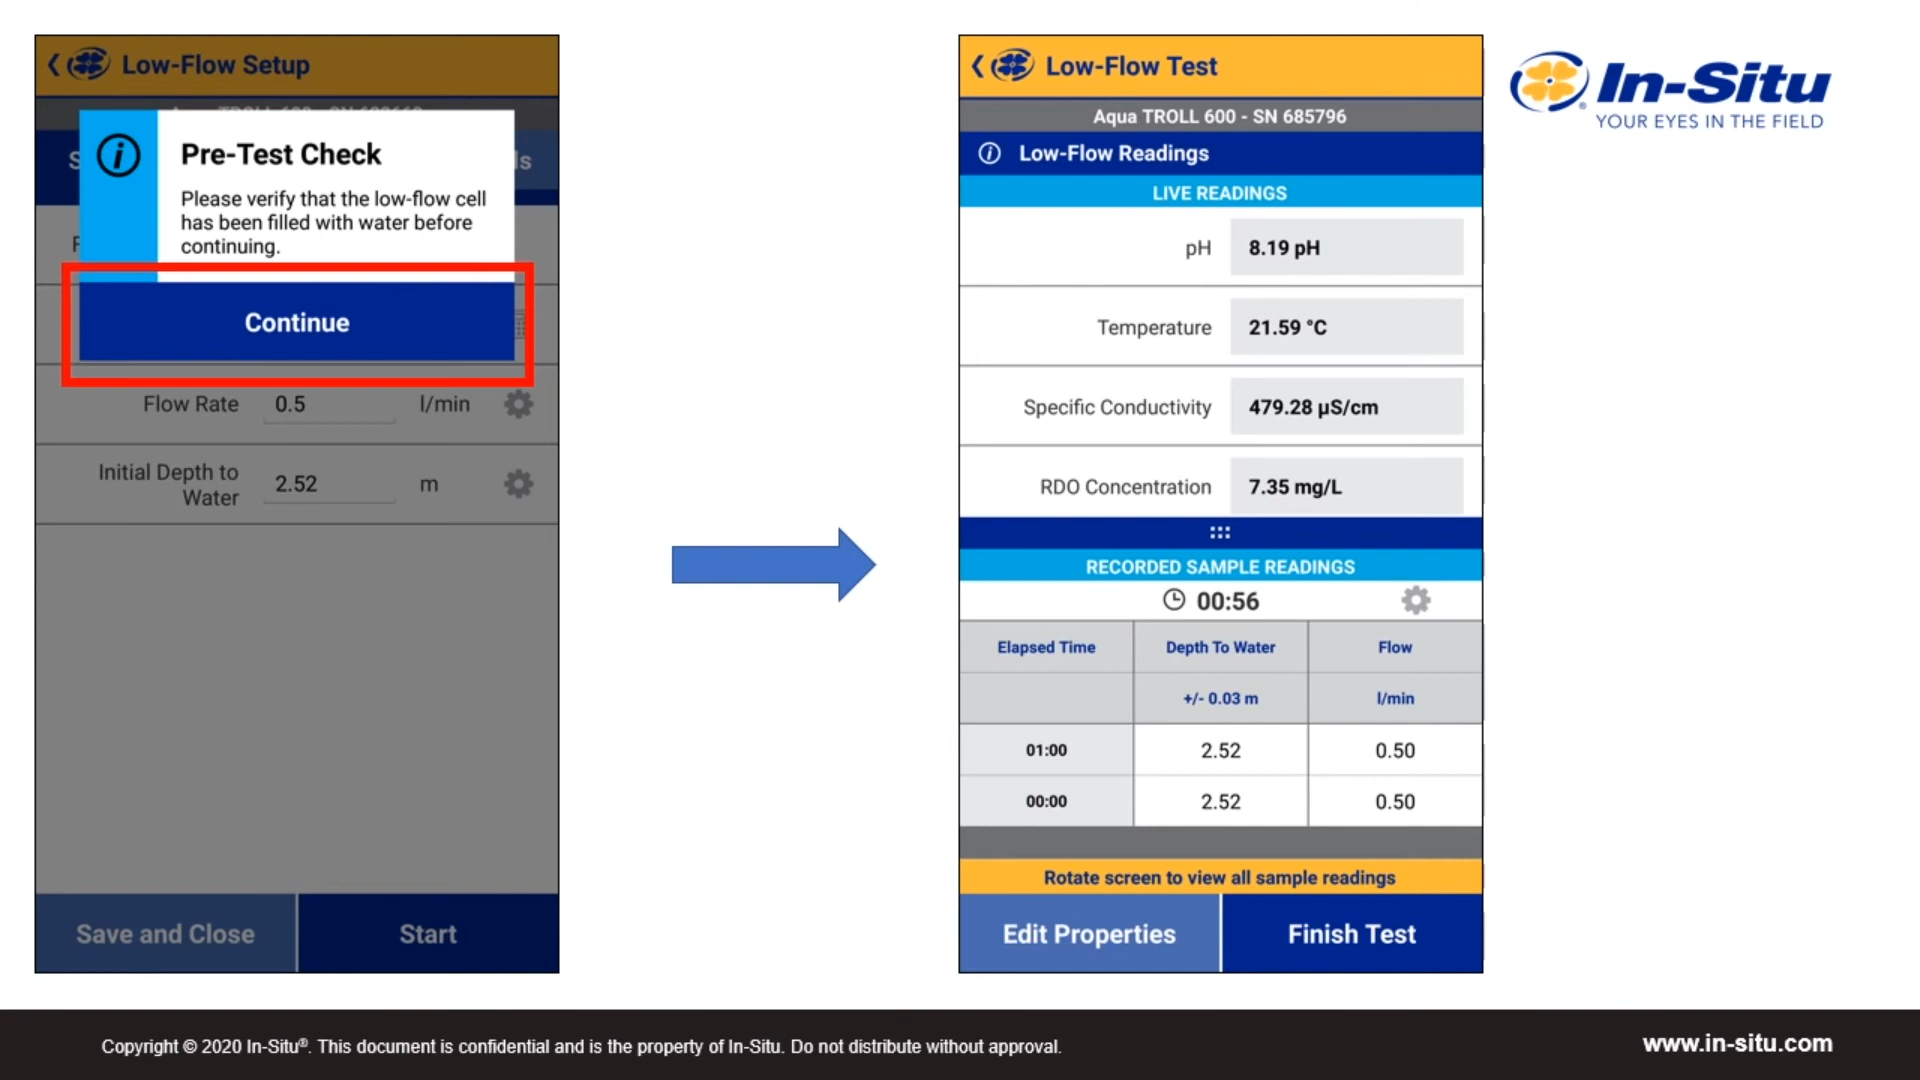 Low-Flow Setup
Pre-Test Check
Please verify that the low-flow cell
has been filled with water before
continuing.
Continue
Flow Rate 0.5 l/min
Initial Depth to
Water 2.52 m
Save and Close Start
Low-Flow Test
Aqua TROLL 600 - SN 685796
Low-Flow Readings
LIVE READINGS
pH 8.19 pH
Temperature 21.59 °C
Specific Conductivity 479.28 µS/cm
RDO Concentration 7.35 mg/L
RECORDED SAMPLE READINGS
00:56
Elapsed Time Depth To Water Flow
+/- 0.03 m l/min
01:00 2.52 0.50
00:00 2.52 0.50
Rotate screen to view all sample readings
Edit Properties Finish Test
In-Situ
YOUR EYES IN THE FIELD
Copyright © 2020 In-Situ®. This document is confidential and is the property of In-Situ. Do not distribute without approval.
www.in-situ.com